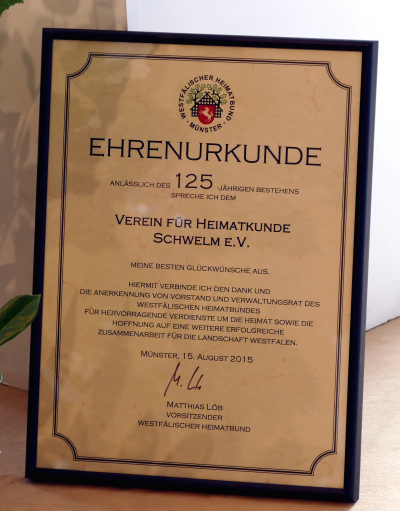 WESTFÄLISCHER HEIMATBUND
· MÜNSTER ·
EHRENURKUNDE
ANLÄSSLICH DES 125-JÄHRIGEN BESTEHENS
SPRECHE ICH DEM
VEREIN FÜR HEIMATKUNDE
SCHWELM E.V.
MEINE BESTEN GLÜCKWÜNSCHE AUS.
HIERMIT VERBINDE ICH DEN DANK UND
DIE ANERKENNUNG VON VORSTAND UND VERWALTUNGSRAT DES
WESTFÄLISCHEN HEIMATBUNDES
FÜR HERVORRAGENDE VERDIENSTE UM DIE HEIMAT SOWIE DIE
HOFFNUNG AUF EINE WEITERE ERFOLGREICHE
ZUSAMMENARBEIT FÜR DIE LANDSCHAFT WESTFALEN.
MÜNSTER, 15. AUGUST 2015
M. Löb
MATTHIAS LÖB
VORSITZENDER
WESTFÄLISCHER HEIMATBUND